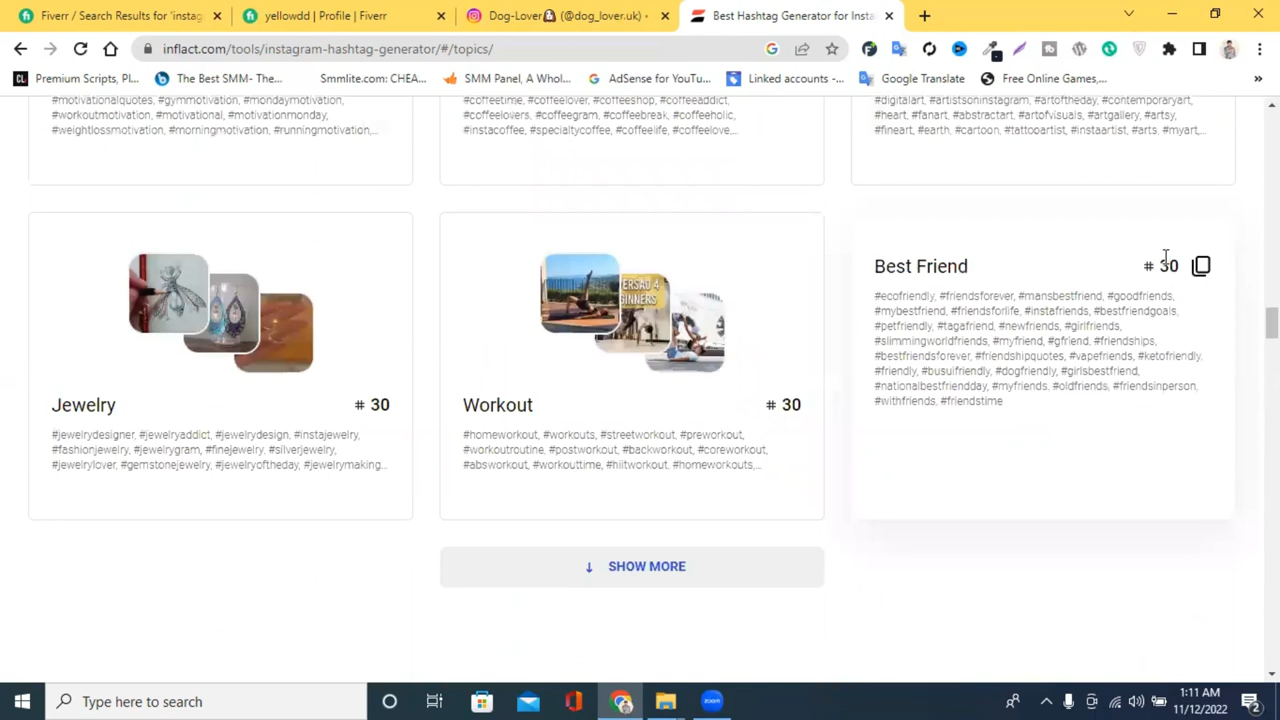 Fiverr / Search Results for 'instag
yellowdd | Profile | Fiverr
Dog-Lover (@dog_lover.uk) •
Best Hashtag Generator for Insta
inflact.com/tools/instagram-hashtag-generator/#/topics/
Premium Scripts, Pl...
The Best SMM- The...
Smmlite.com: CHEA...
SMM Panel, A Whol...
AdSense for YouTu...
Linked accounts -...
Google Translate
Free Online Games,...
»
#motivationalquotes, #gymmotivation, #mondaymotivation,
#workoutmotivation, #motivational, #motivationmonday,
#weightlossmotivation, #morningmotivation, #runningmotivation,...
#coffeetime, #coffeelover, #coffeeshop, #coffeeaddict,
#coffeelovers, #coffeegram, #coffeebreak, #coffeeholic,
#instacoffee, #specialtycoffee, #coffeelife, #coffeelove,...
#digitalart, #artistsoninstagram, #artoftheday, #contemporaryart,
#heart, #fanart, #abstractart, #artofvisuals, #artgallery, #artsy,
#fineart, #earth, #cartoon, #tattooartist, #instaartist, #arts, #myart,...
Jewelry # 30
#jewelrydesigner, #jewelryaddict, #jewelrydesign, #instajewelry,
#fashionjewelry, #jewelrygram, #finejewelry, #silverjewelry,
#jewelrylover, #gemstonejewelry, #jewelryoftheday, #jewelrymaking...
Workout # 30
#homeworkout, #workouts, #streetworkout, #preworkout,
#workoutroutine, #postworkout, #backworkout, #coreworkout,
#absworkout, #workouttime, #hiitworkout, #homeworkouts,...
Best Friend # 30
#ecofriendly, #friendsforever, #mansbestfriend, #goodfriends,
#mybestfriend, #friendsforlife, #instafriends, #bestfriendgoals,
#petfriendly, #tagafriend, #newfriends, #girlfriends,
#slimmingworldfriends, #myfriend, #gfriend, #friendships,
#bestfriendsforever, #friendshipquotes, #vapefriends, #ketofriendly,
#friendly, #busuifriendly, #dogfriendly, #girlsbestfriend,
#nationalbestfriendday, #myfriends, #oldfriends, #friendsinperson,
#withfriends, #friendstime
SHOW MORE
Type here to search
zoom
1:11 AM
11/12/2022
2